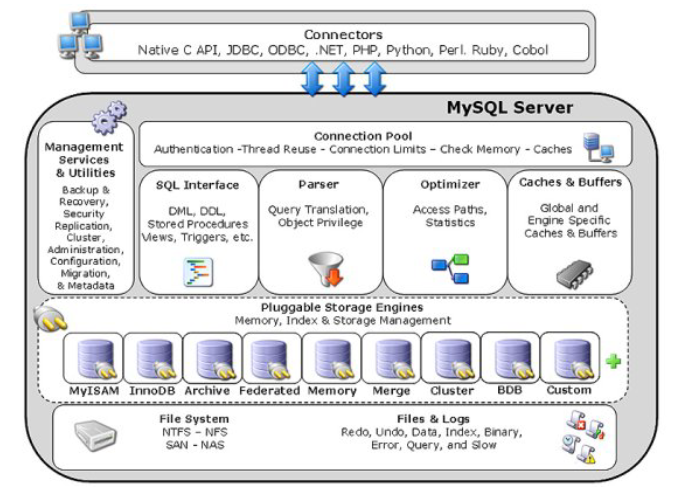 Connectors
Native C API, JDBC, ODBC, .NET, PHP, Python, Perl. Ruby, Cobol
MySQL Server
Management
Services
& Utilities
Backup &
Recovery,
Security
Replication,
Cluster,
Administration,
Configuration,
Migration,
& Metadata
Connection Pool
Authentication -Thread Reuse - Connection Limits – Check Memory - Caches
SQL Interface
DML, DDL,
Stored Procedures
Views, Triggers, etc.
Parser
Query Translation,
Object Privilege
Optimizer
Access Paths,
Statistics
Caches & Buffers
Global and
Engine Specific
Caches & Buffers
Pluggable Storage Engines
Memory, Index & Storage Management
MyISAM InnoDB Archive Federated Memory Merge Cluster BDB Custom
File System
NTFS – NFS
SAN - NAS
Files & Logs
Redo, Undo, Data, Index, Binary,
Error, Query, and Slow